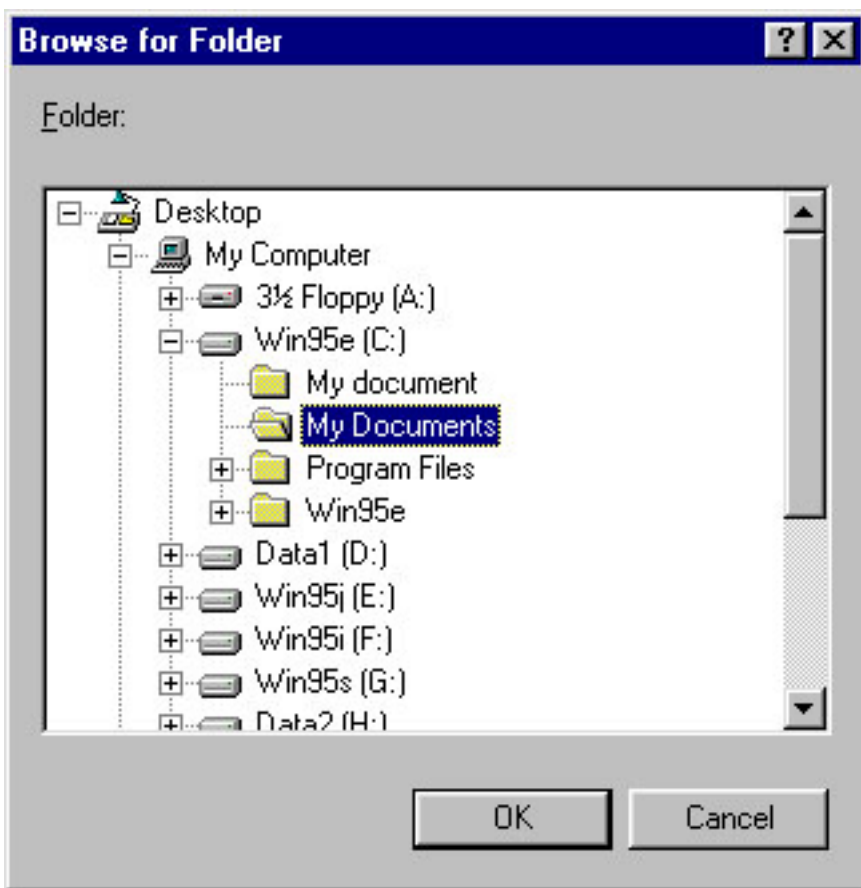 Browse for Folder
Folder:
Desktop
My Computer
3½ Floppy (A:)
Win95e (C:)
My document
My Documents
Program Files
Win95e
Data1 (D:)
Win95j (E:)
Win95i (F:)
Win95s (G:)
Data2 (H:)
OK Cancel